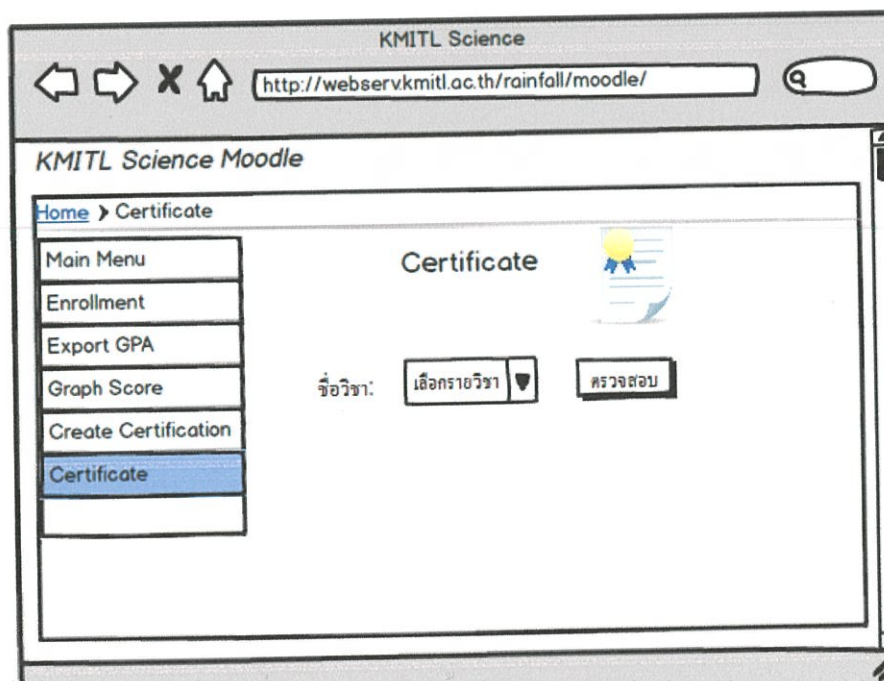 KMITL Science
http://webserv.kmitl.ac.th/rainfall/moodle/
KMITL Science Moodle
Home > Certificate
Main Menu
Enrollment
Export GPA
Graph Score
Create Certification
Certificate
Certificate
ชื่อวิชา: เลือกรายวิชา ตรวจสอบ